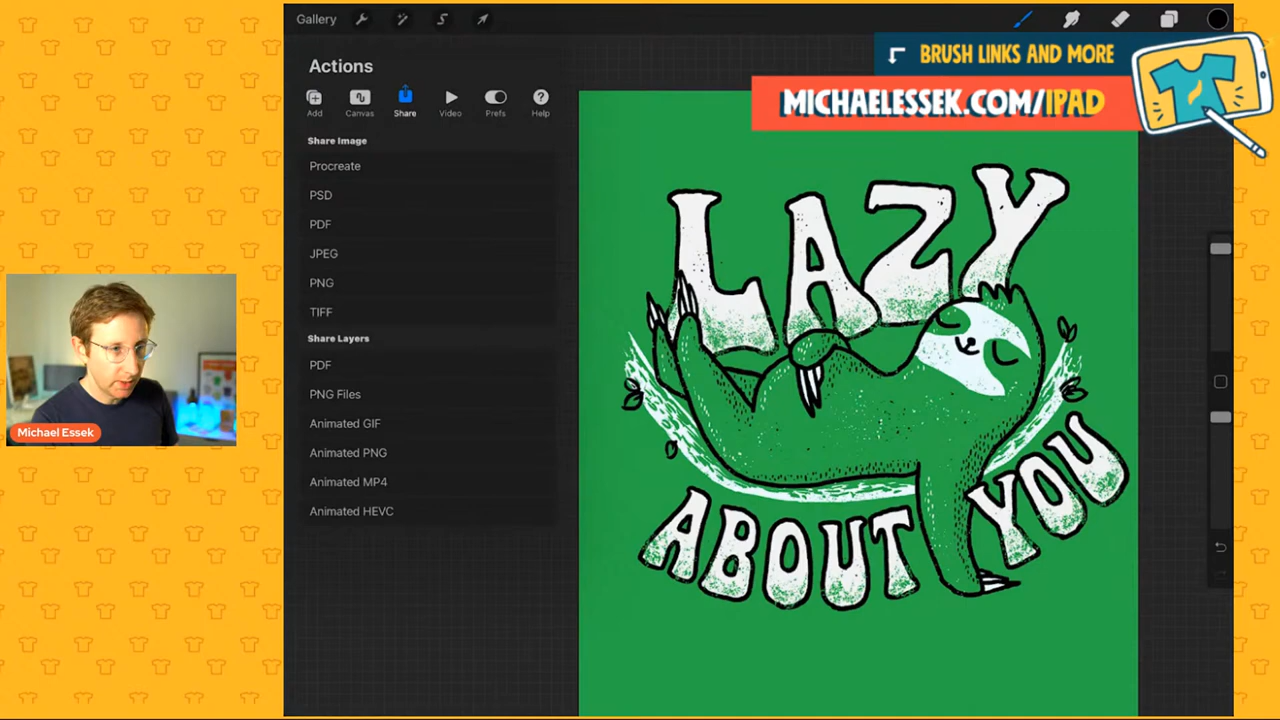 Gallery
BRUSH LINKS AND MORE
MICHAELESSEK.COM/IPAD
Actions
Add
Canvas
Share
Video
Prefs
Help
Share Image
Procreate
PSD
PDF
JPEG
PNG
TIFF
Share Layers
PDF
PNG Files
Animated GIF
Animated PNG
Animated MP4
Animated HEVC
LAZY
ABOUT YOU
Michael Essek